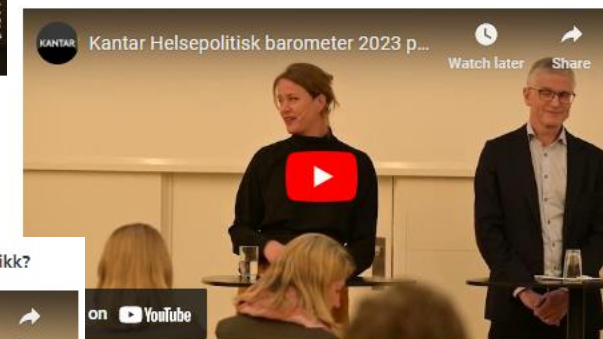 KANTAR
Kantar Helsepolitisk barometer 2023 p...
Watch later
Share
ikk?
on YouTube